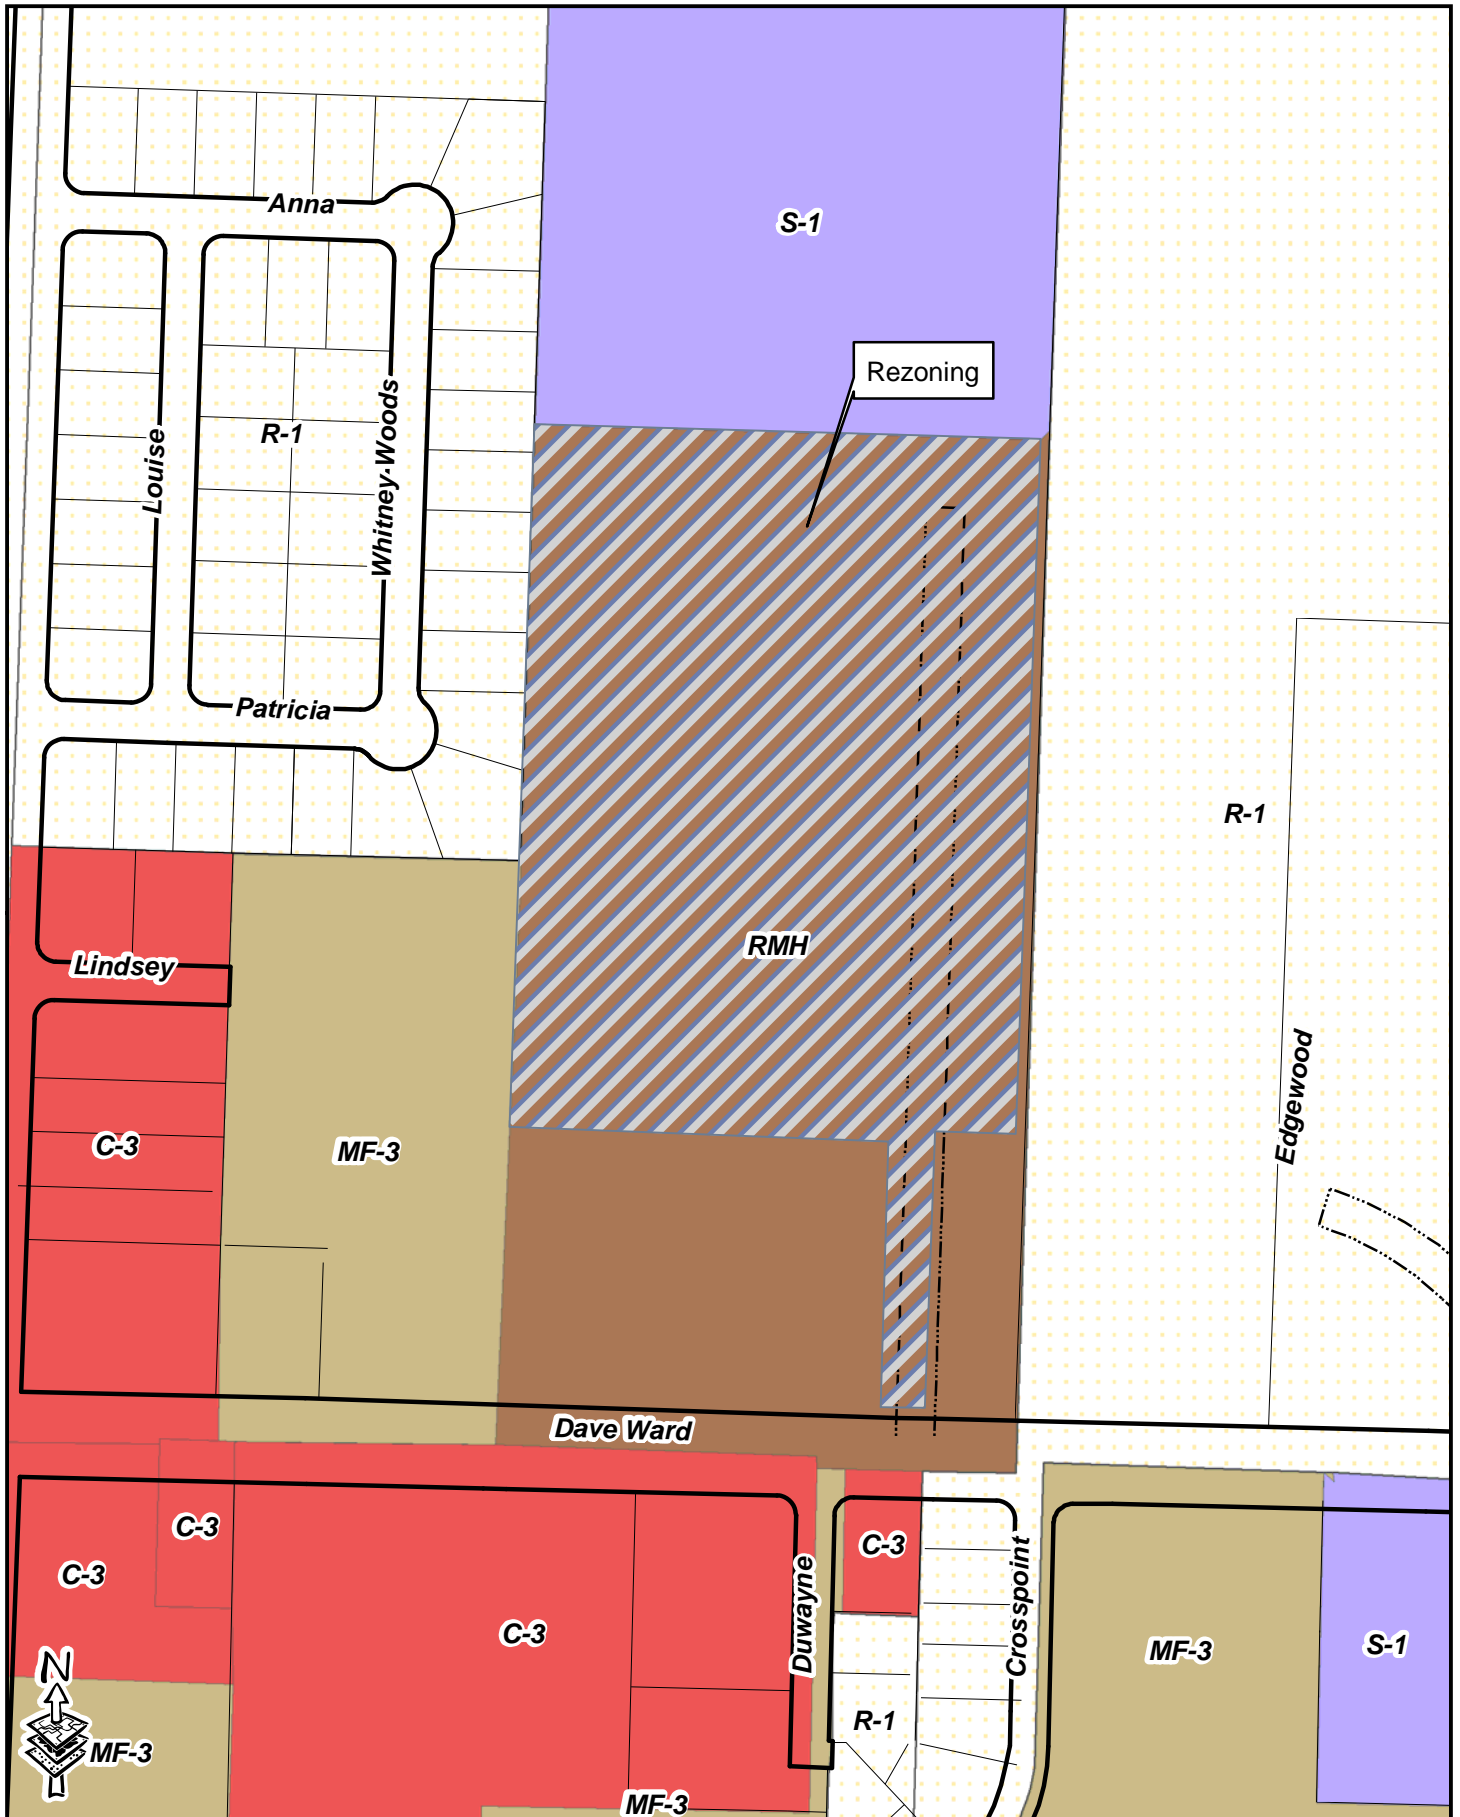 Anna
S-1
Rezoning
R-1
Louise
Whitney Woods
Patricia
R-1
RMH
Lindsey
Edgewood
C-3
MF-3
Dave Ward
C-3
C-3
C-3
C-3
Duwayne
Crosspoint
MF-3
S-1
N
R-1
MF-3
MF-3